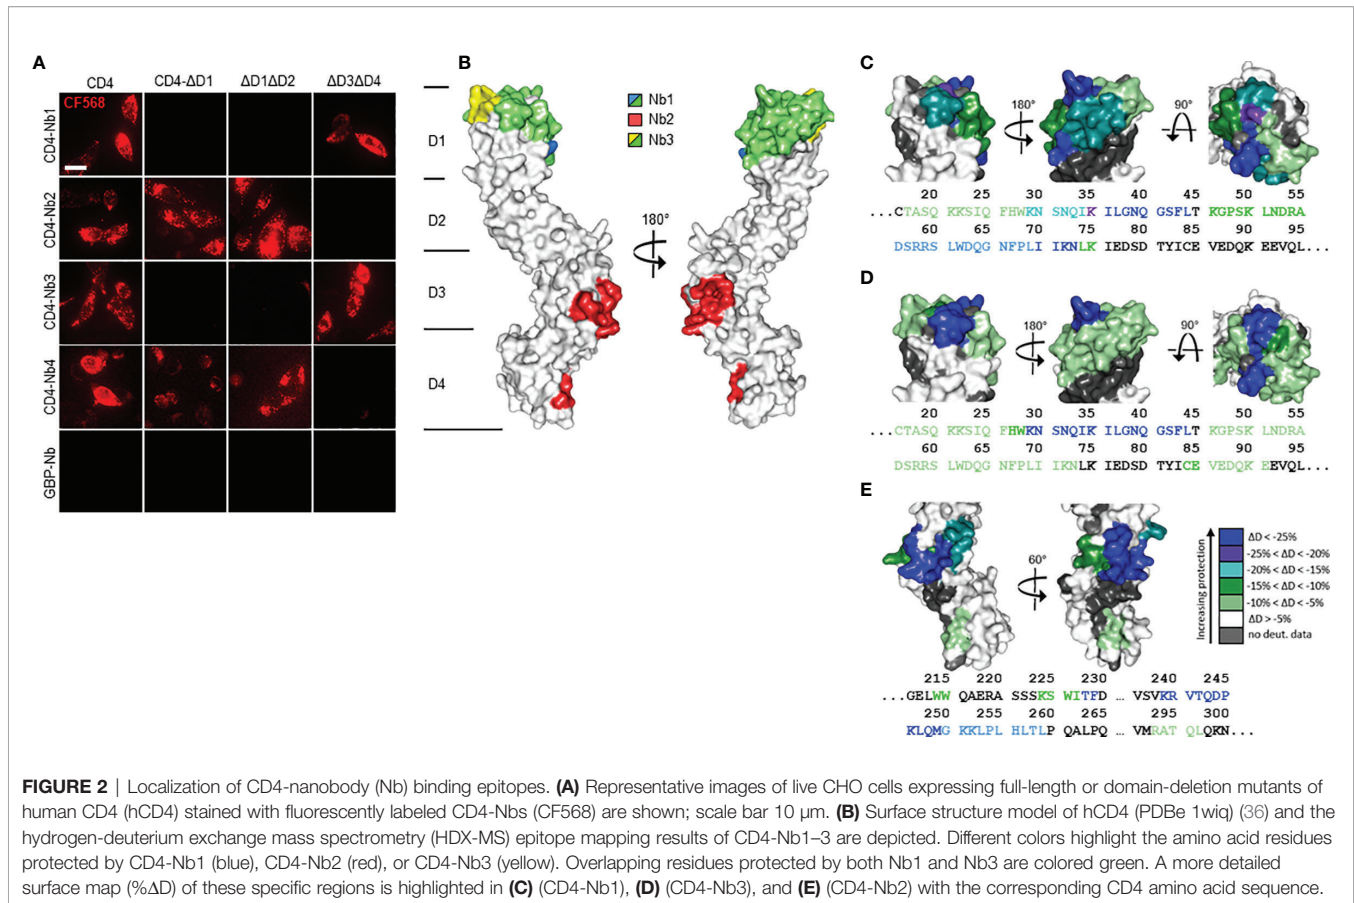 A
CD4 CD4-ΔD1 ΔD1ΔD2 ΔD3ΔD4
CF568
CD4-Nb1
CD4-Nb2
CD4-Nb3
CD4-Nb4
GBP-Nb
B
D1
D2
D3
D4
180°
Nb1
Nb2
Nb3
C
180°
90°
20 25 30 35 40 45 50 55
...CTASQ KKSIQ FHWKN SNQIK ILGNQ GSFLT KGPSK LNDRA
60 65 70 75 80 85 90 95
DSRRS LWDQG NFPLI IKNLK IEDSD TYICE VEDQK EEVQL...
D
180°
90°
20 25 30 35 40 45 50 55
...CTASQ KKSIQ FHWKN SNQIK ILGNQ GSFLT KGPSK LNDRA
60 65 70 75 80 85 90 95
DSRRS LWDQG NFPLI IKNLK IEDSD TYICE VEDQK EEVQL...
E
60°
Increasing protection
ΔD < -25%
-25% < ΔD < -20%
-20% < ΔD < -15%
-15% < ΔD < -10%
-10% < ΔD < -5%
ΔD > -5%
no deut. data
215 220 225 230 240 245
...GELWW QAERA SSSKS WITFD ... VSVKR VTQDP
250 255 260 265 295 300
KLQMG KKLPL HLTLP QALPQ ... VMRAT QLQKN...
FIGURE 2 | Localization of CD4-nanobody (Nb) binding epitopes. (A) Representative images of live CHO cells expressing full-length or domain-deletion mutants of
human CD4 (hCD4) stained with fluorescently labeled CD4-Nbs (CF568) are shown; scale bar 10 µm. (B) Surface structure model of hCD4 (PDBe 1wiq) (36) and the
hydrogen-deuterium exchange mass spectrometry (HDX-MS) epitope mapping results of CD4-Nb1–3 are depicted. Different colors highlight the amino acid residues
protected by CD4-Nb1 (blue), CD4-Nb2 (red), or CD4-Nb3 (yellow). Overlapping residues protected by both Nb1 and Nb3 are colored green. A more detailed
surface map (%ΔD) of these specific regions is highlighted in (C) (CD4-Nb1), (D) (CD4-Nb3), and (E) (CD4-Nb2) with the corresponding CD4 amino acid sequence.